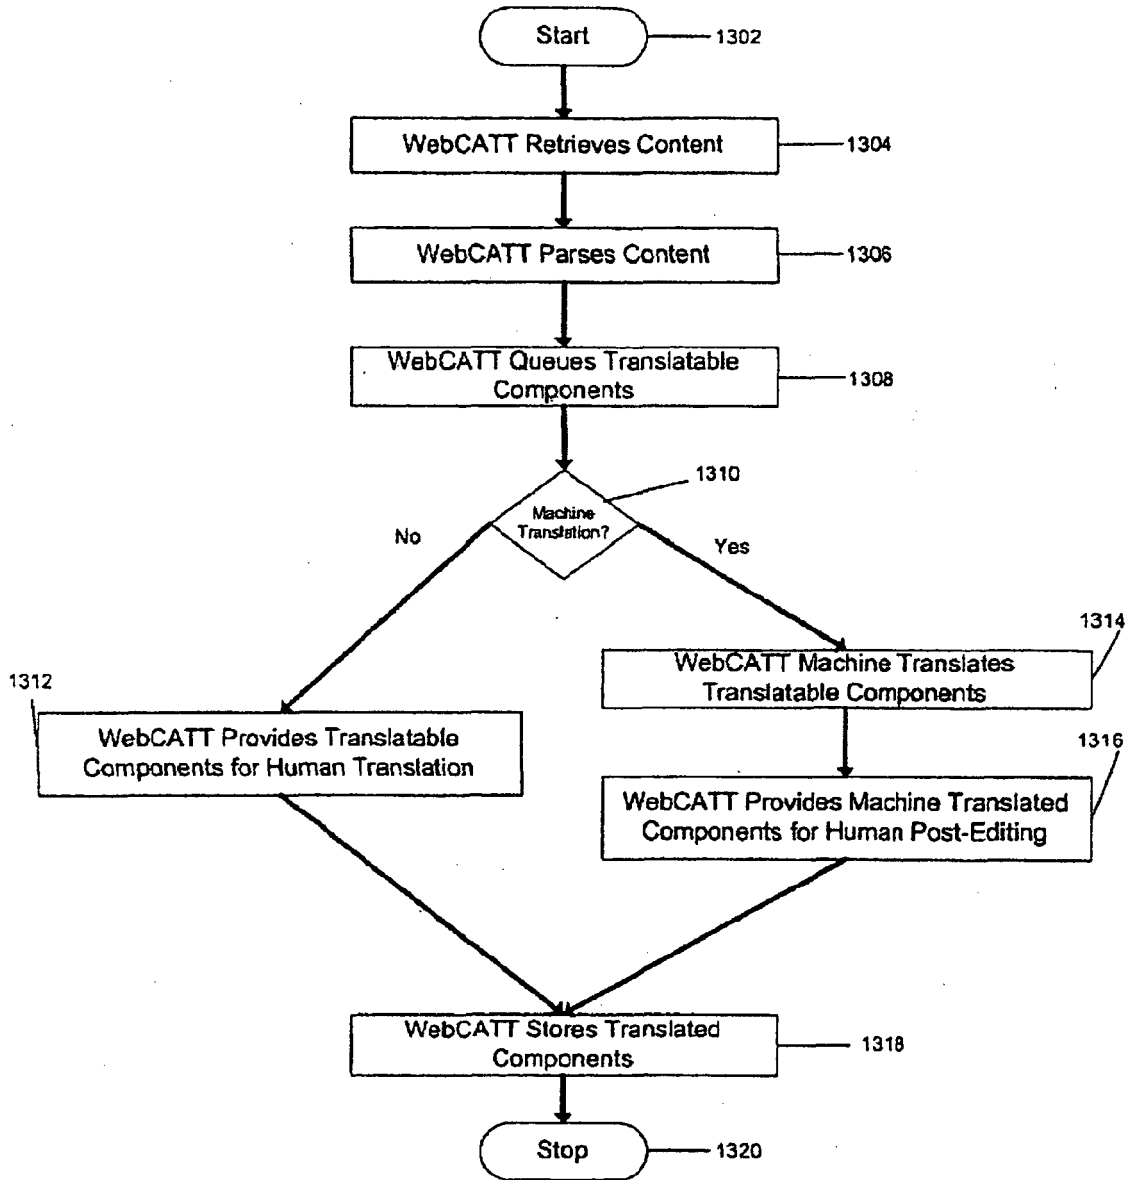 Start
1302
WebCATT Retrieves Content
1304
WebCATT Parses Content
1306
WebCATT Queues Translatable
Components
1308
1310
Machine
Translation?
No
Yes
1314
WebCATT Machine Translates
Translatable Components
1312
WebCATT Provides Translatable
Components for Human Translation
1316
WebCATT Provides Machine Translated
Components for Human Post-Editing
WebCATT Stores Translated
Components
1318
Stop
1320